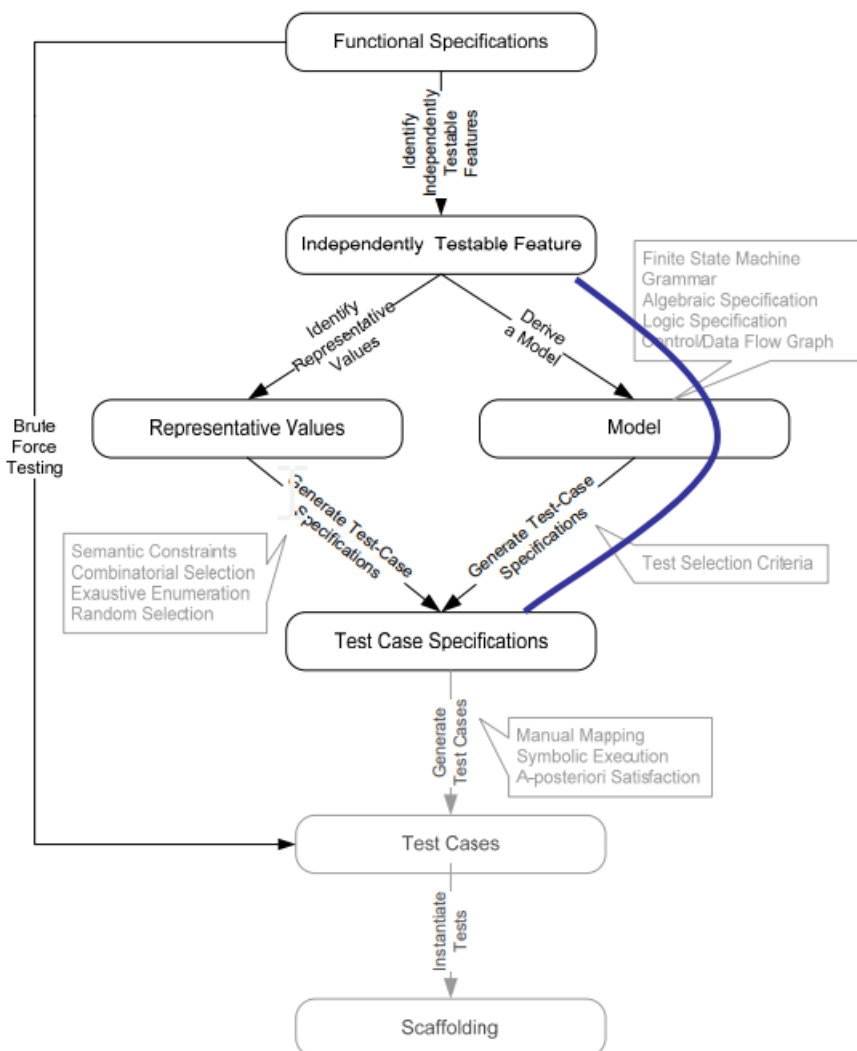 Functional Specifications
Identify
Independently
Testable
Features
Independently Testable Feature
Finite State Machine
Grammar
Algebraic Specification
Logic Specification
Control/Data Flow Graph
Identify
Representative
Values
Derive
a Model
Brute
Force
Testing
Representative Values
Model
Generate Test-Case
Specifications
Generate Test-Case
Specifications
Semantic Constraints
Combinatorial Selection
Exaustive Enumeration
Random Selection
Test Selection Criteria
Test Case Specifications
Generate
Test Cases
Manual Mapping
Symbolic Execution
A-posteriori Satisfaction
Test Cases
Instantiate
Tests
Scaffolding